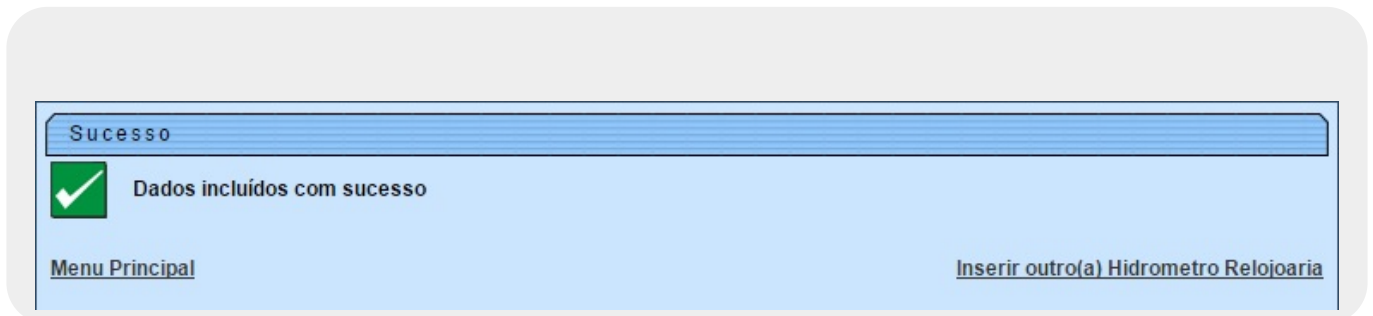 Sucesso
Dados incluídos com sucesso
Menu Principal
Inserir outro(a) Hidrometro Relojoaria